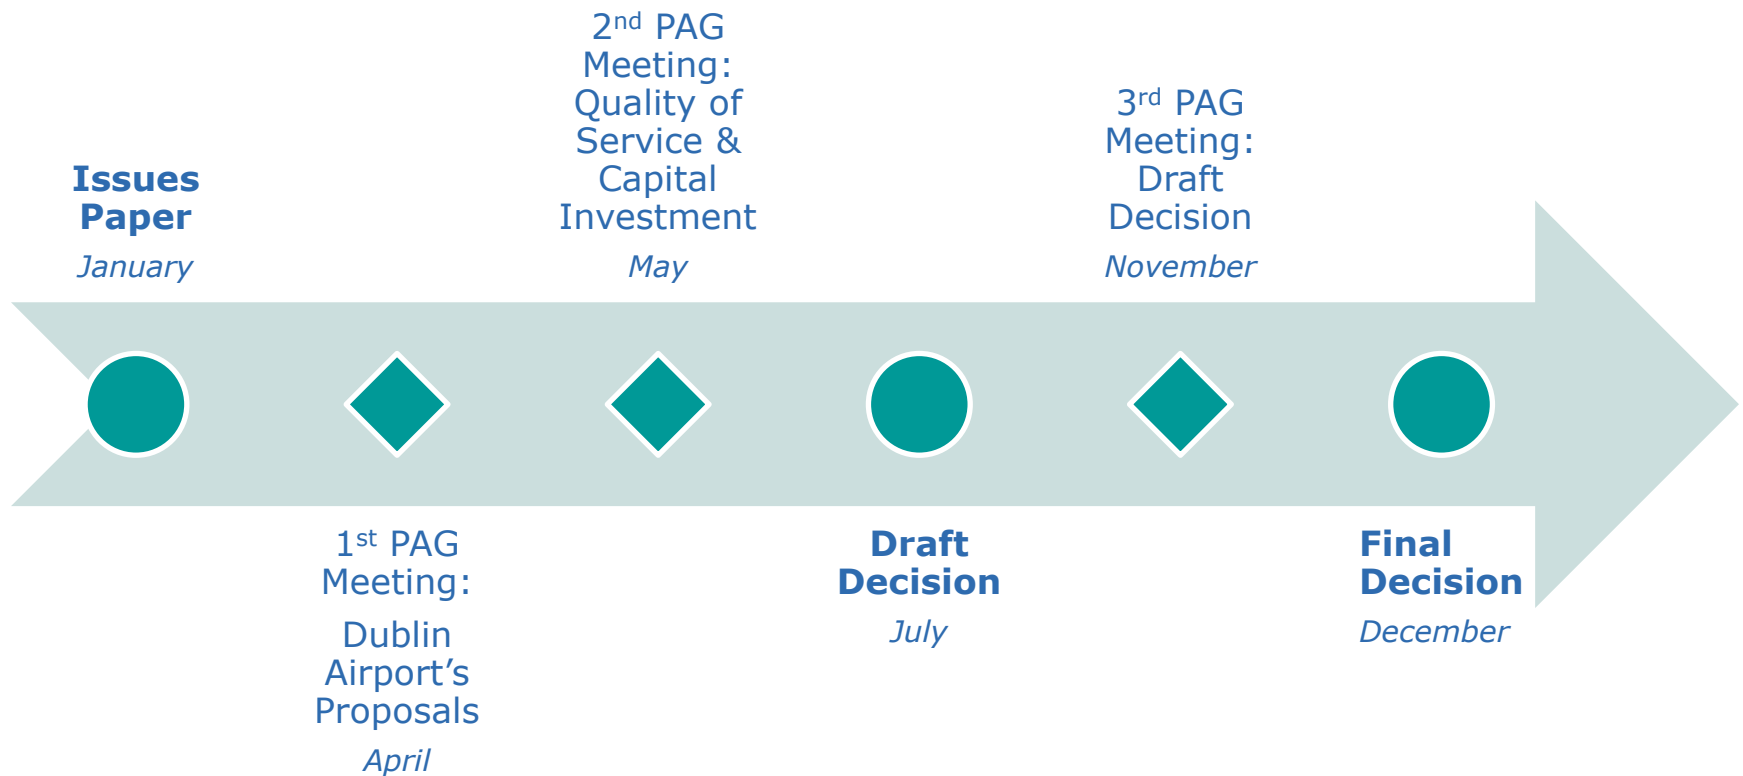 Issues
Paper
January
1st PAG
Meeting:
Dublin
Airport’s
Proposals
April
2nd PAG
Meeting:
Quality of
Service &
Capital
Investment
May
Draft
Decision
July
3rd PAG
Meeting:
Draft
Decision
November
Final
Decision
December